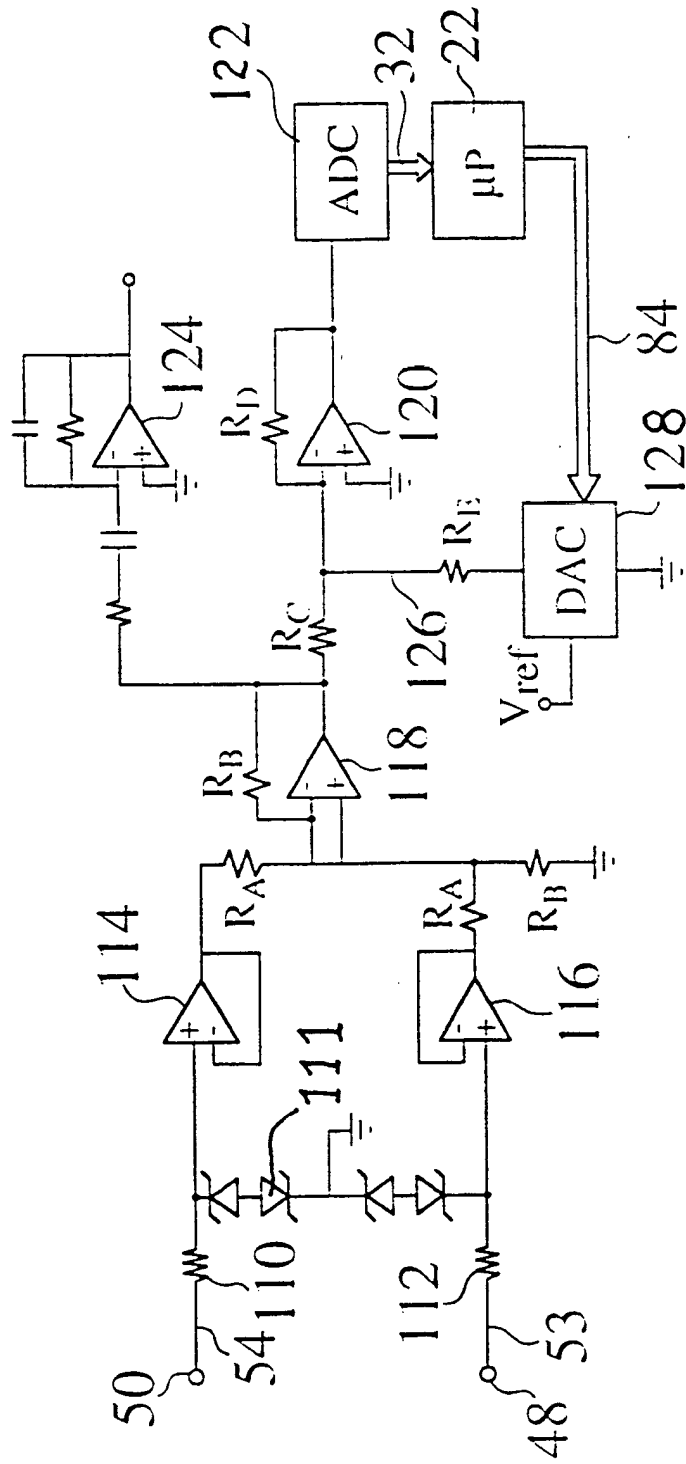 50
54
110
111
114
R_A
R_B
118
124
R_C
R_D
120
122
ADC
32
µP
22
84
48
53
112
116
R_A
R_B
126
R_E
V_ref
DAC
128
+
-
-
+
-
+
-
+
-
+